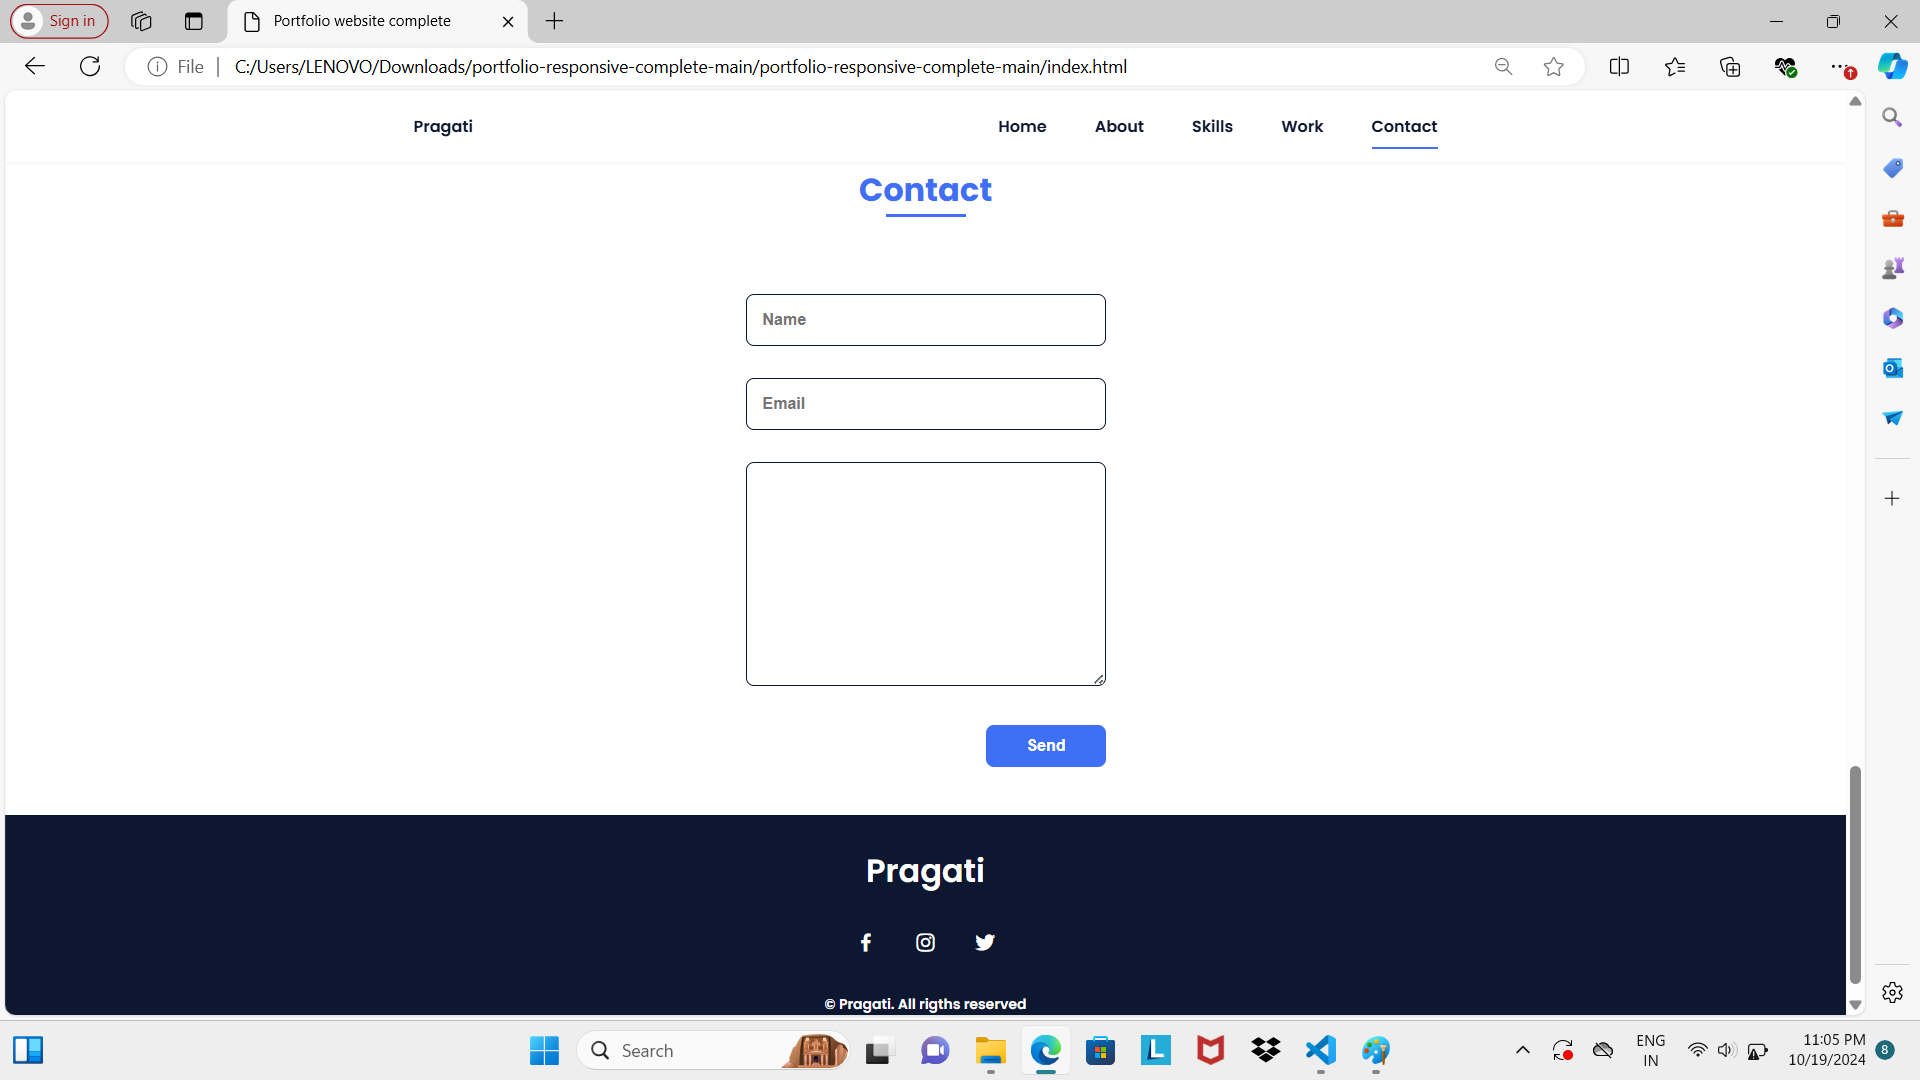 Sign in
Portfolio website complete
File
C:/Users/LENOVO/Downloads/portfolio-responsive-complete-main/portfolio-responsive-complete-main/index.html
Pragati
Home About Skills Work Contact
Contact
Name
Email
Send
Pragati
© Pragati. All rigths reserved
Search
L
ENG
IN
11:05 PM
10/19/2024
8